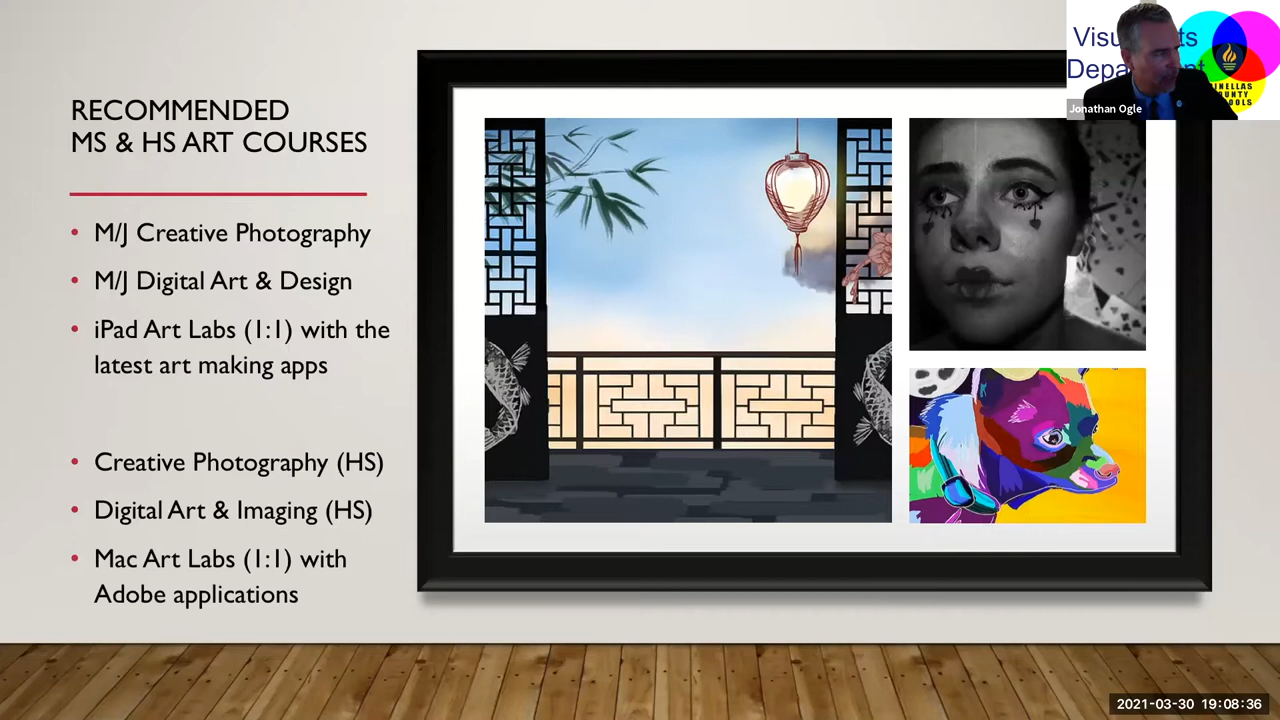 RECOMMENDED
MS & HS ART COURSES
• M/J Creative Photography
• M/J Digital Art & Design
• iPad Art Labs (1:1) with the
latest art making apps
• Creative Photography (HS)
• Digital Art & Imaging (HS)
• Mac Art Labs (1:1) with
Adobe applications
Jonathan Ogle
2021-03-30 19:08:36